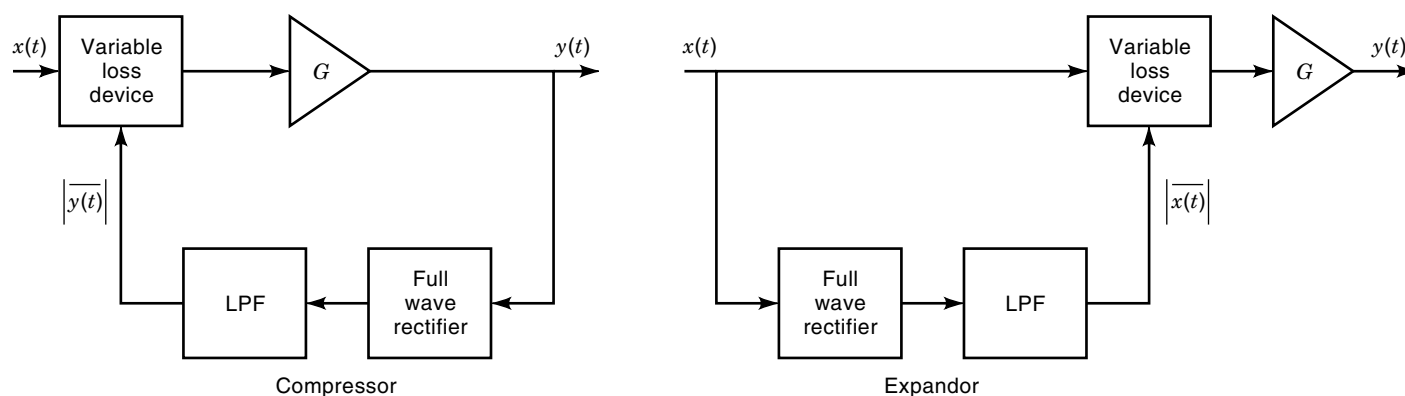 x(t)
Variable
loss
device
G
y(t)
|y(t)|
LPF
Full
wave
rectifier
Compressor
x(t)
Variable
loss
device
G
y(t)
|x(t)|
Full
wave
rectifier
LPF
Expandor